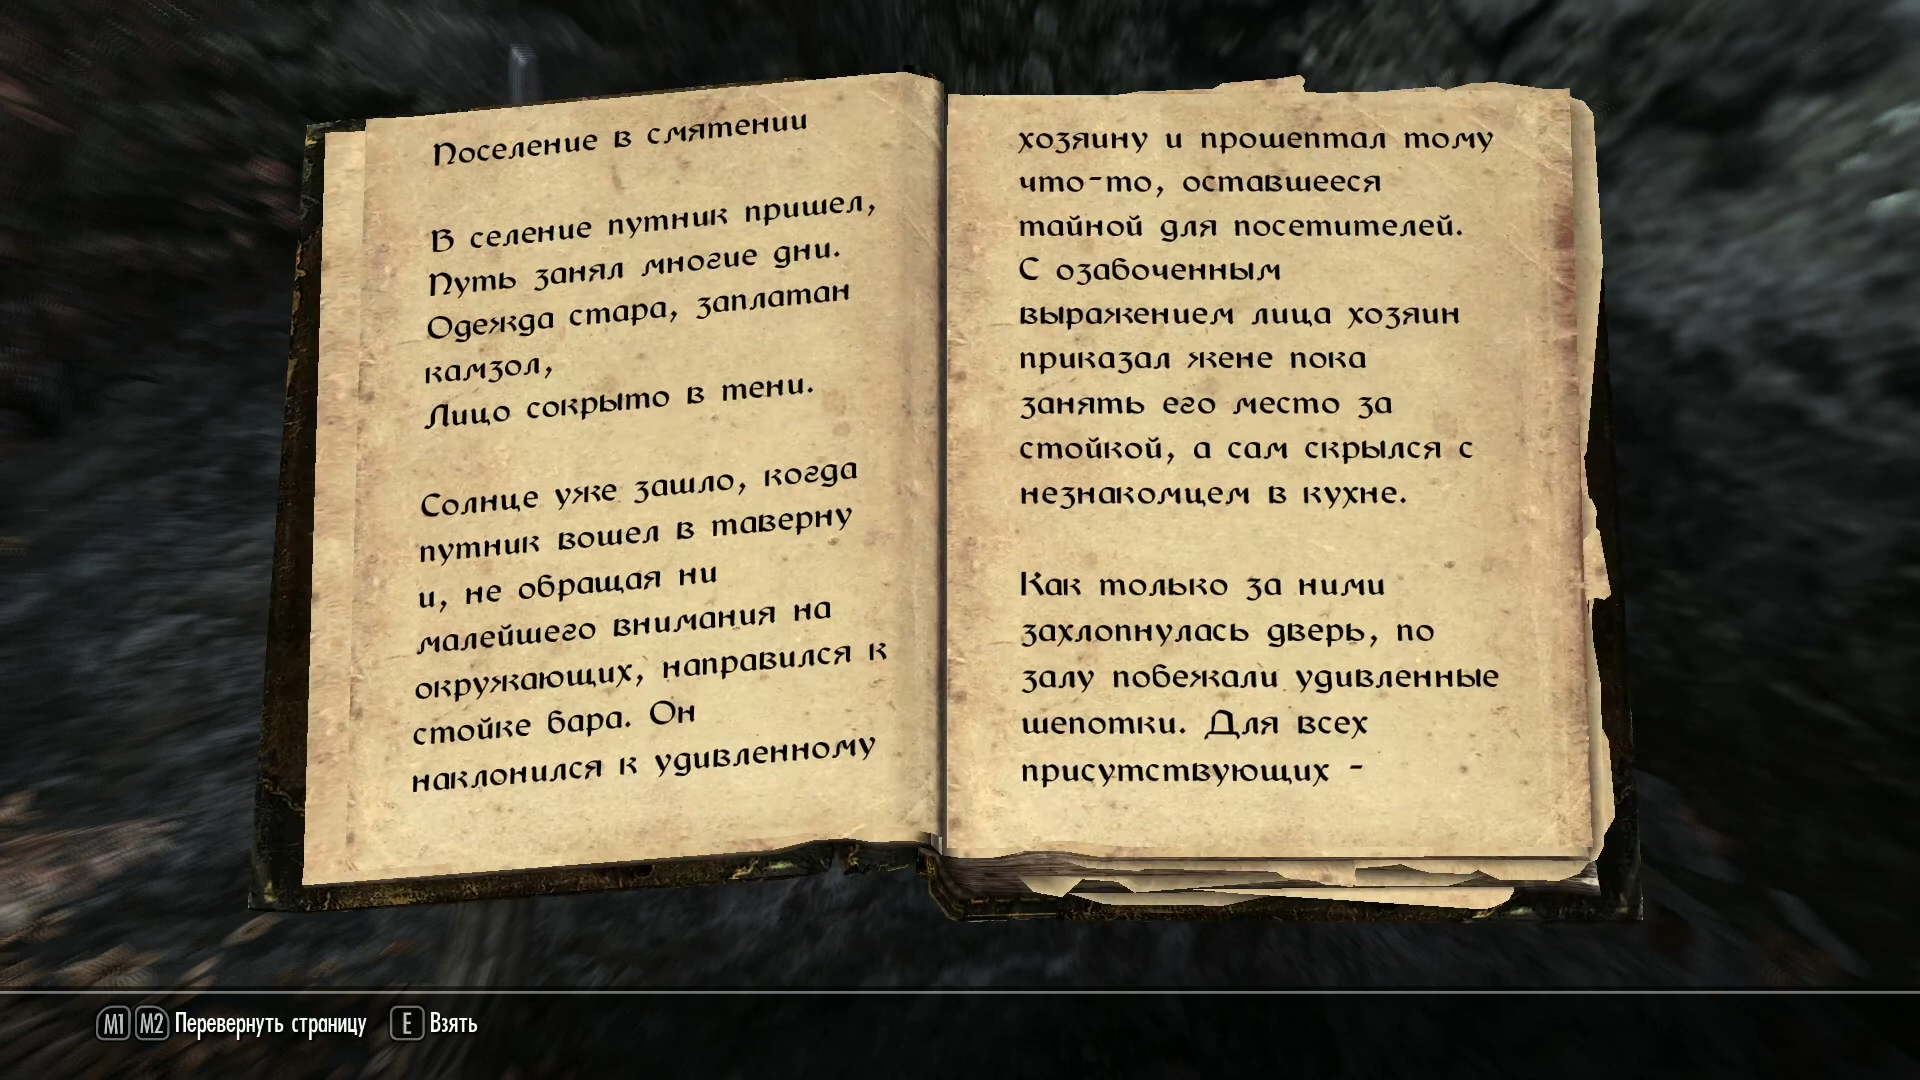 Поселение в смятении
В селение путник пришел,
Путь занял многие дни.
Одежда стара, заплатан
камзол,
Лицо сокрыто в тени.
Солнце уже зашло, когда
путник вошел в таверну
и, не обращая ни
малейшего внимания на
окружающих, направился к
стойке бара. Он
наклонился к удивленному
хозяину и прошептал тому
что-то, оставшееся
тайной для посетителей.
С озабоченным
выражением лица хозяин
приказал жене пока
занять его место за
стойкой, а сам скрылся с
незнакомцем в кухне.
Как только за ними
захлопнулась дверь, по
залу побежали удивленные
шепотки. Для всех
присутствующих -
M1 M2 Перевернуть страницу E Взять